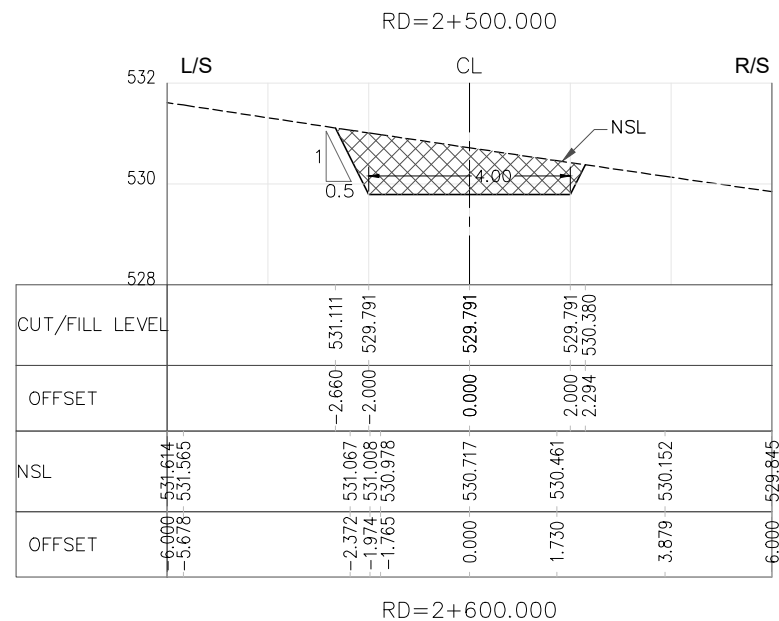 RD=2+500.000
L/S CL R/S
532
NSL
1
530 0.5 4.00
528
CUT/FILL LEVEL 531.111 529.791 529.791 529.791 530.380
OFFSET -2.660 -2.000 0.000 2.000 2.294
NSL 531.614 531.565 531.067 531.008 530.978 530.717 530.461 530.152 529.845
OFFSET -6.000 -5.678 -2.372 -1.974 -1.765 0.000 1.730 3.879 6.000
RD=2+600.000